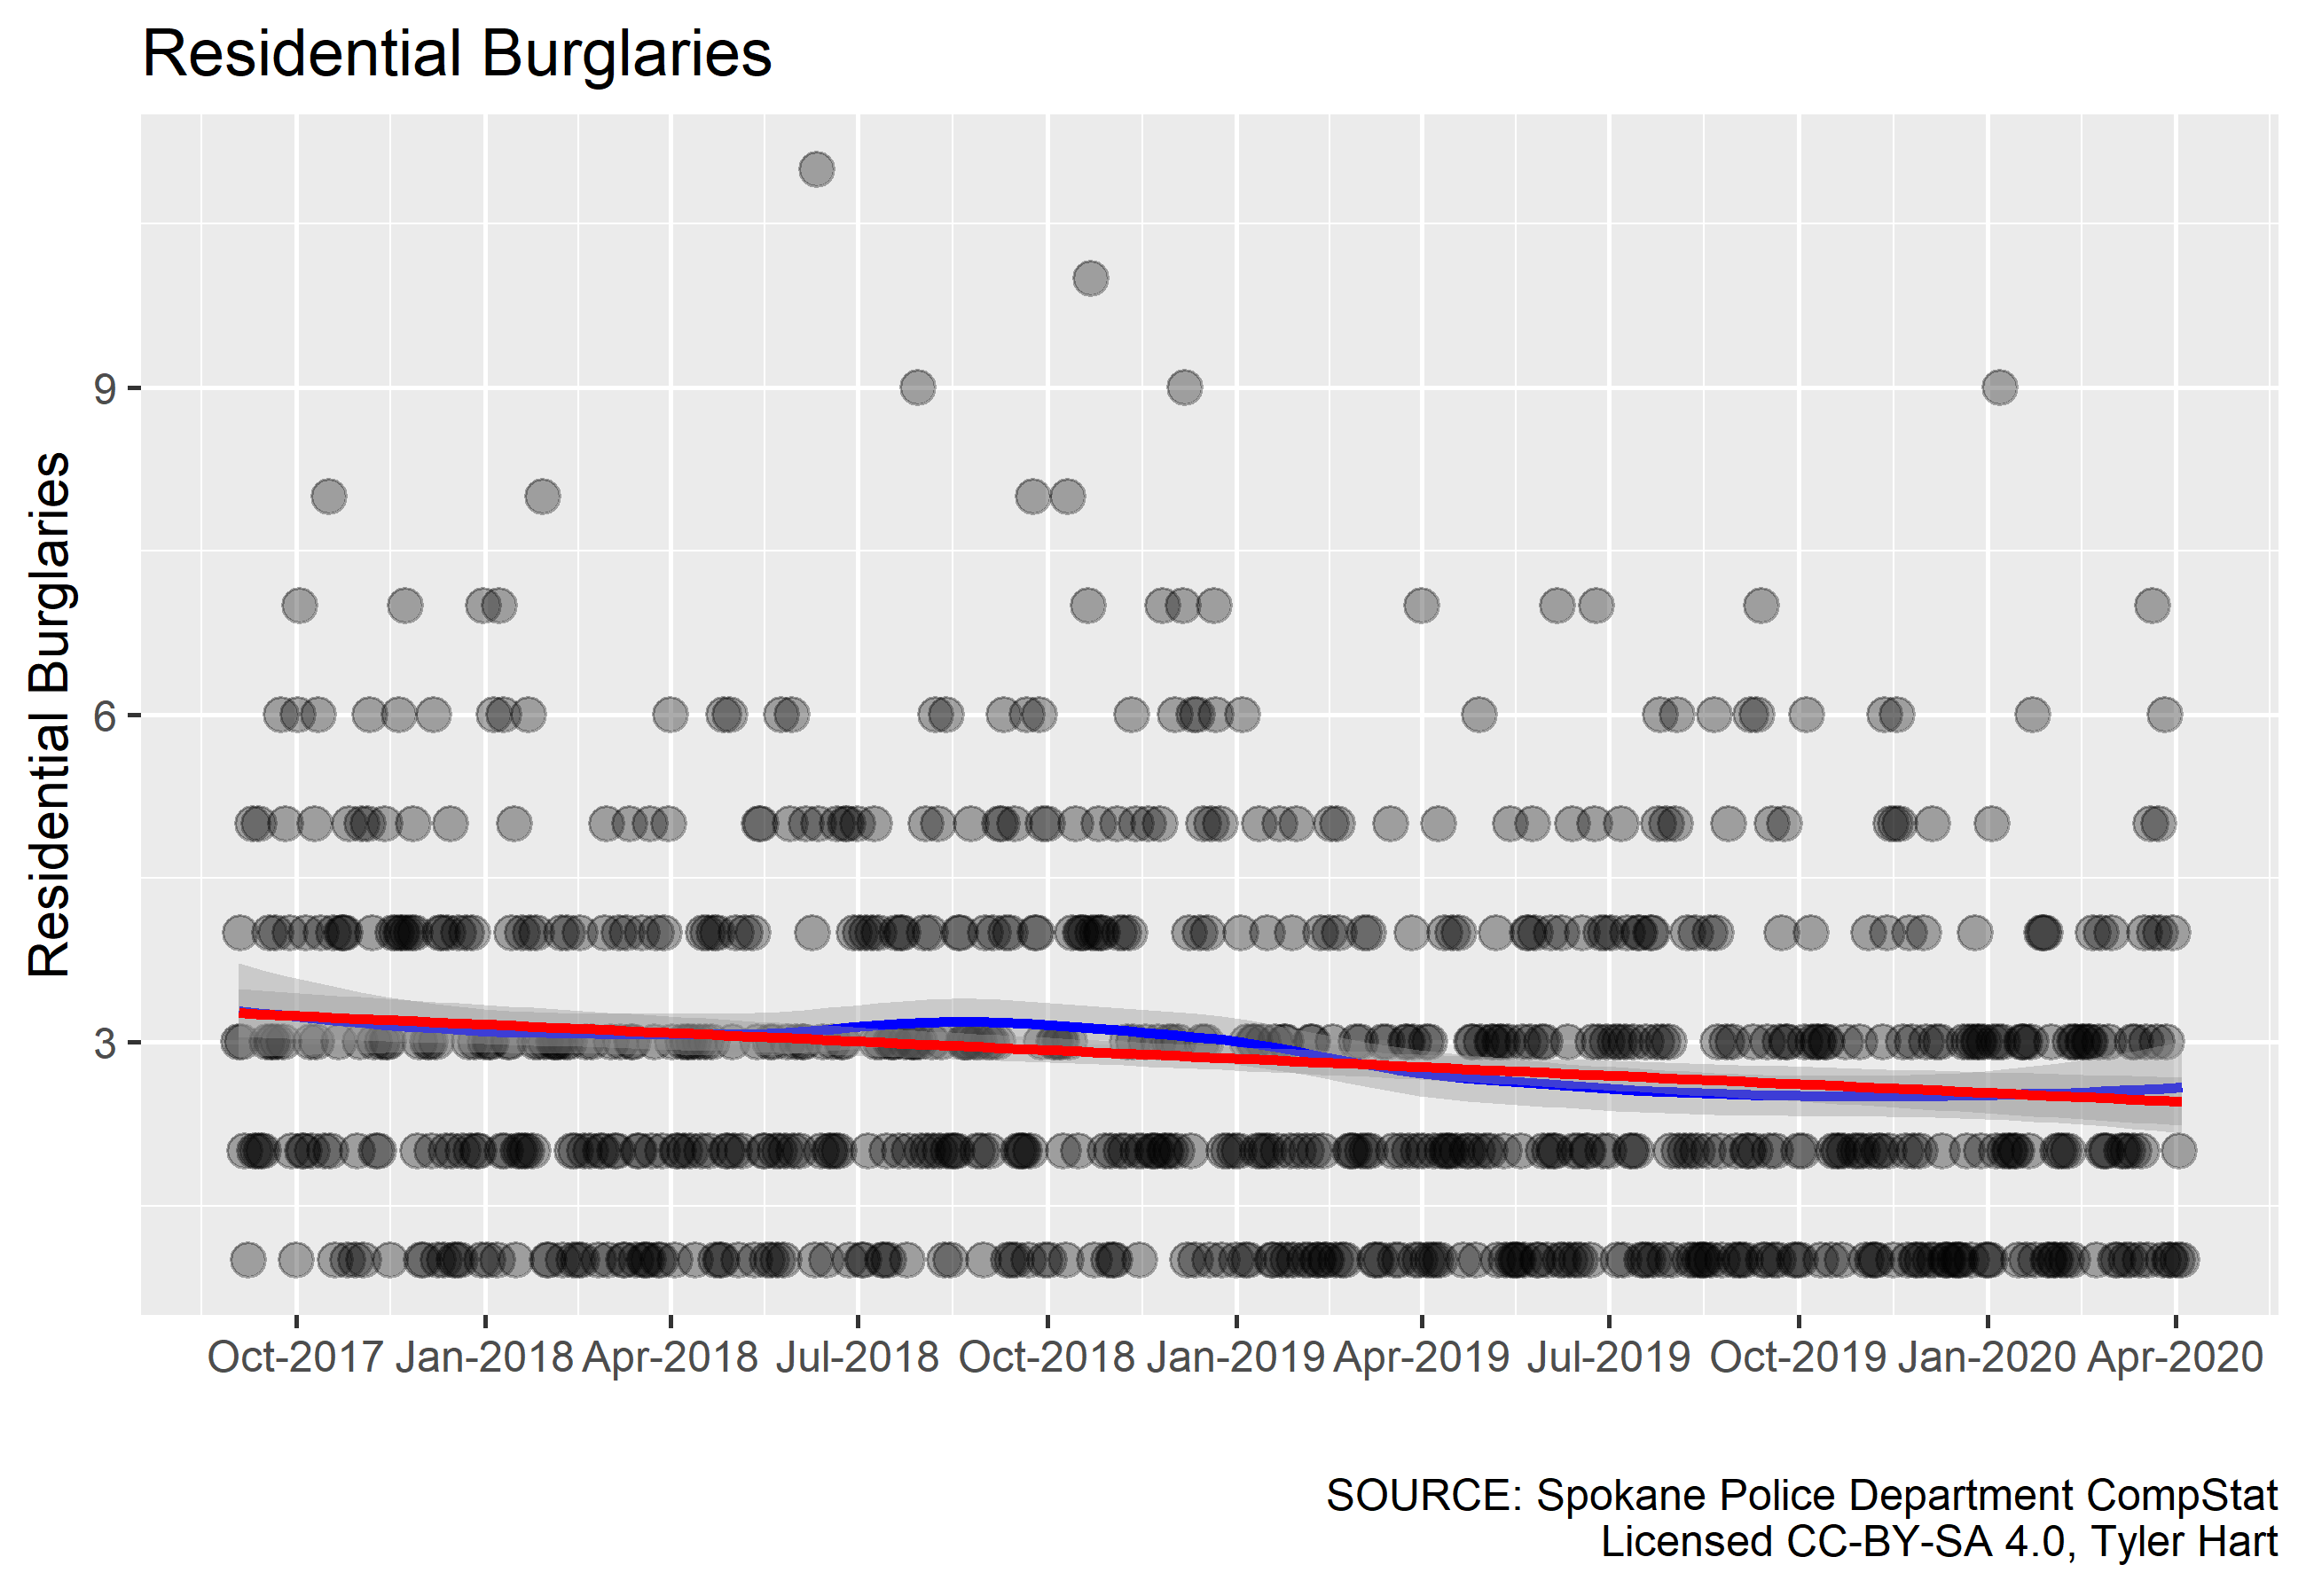 Residential Burglaries
Residential Burglaries
9
6
3
Oct-2017 Jan-2018 Apr-2018 Jul-2018 Oct-2018 Jan-2019 Apr-2019 Jul-2019 Oct-2019 Jan-2020 Apr-2020
SOURCE: Spokane Police Department CompStat
Licensed CC-BY-SA 4.0, Tyler Hart